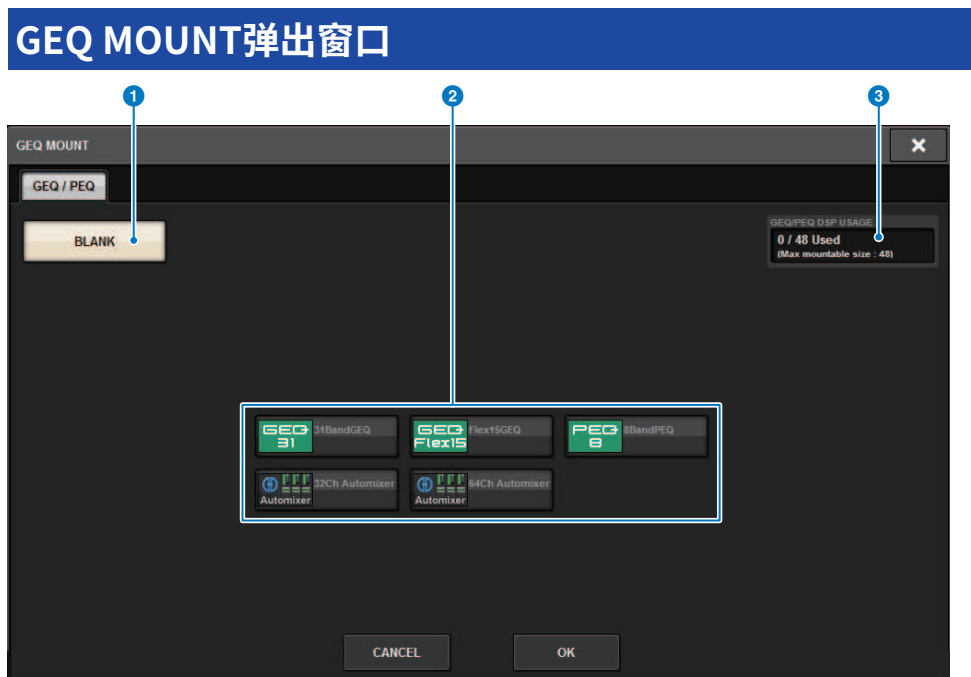 GEQ MOUNT弹出窗口
1 2 3
GEQ MOUNT
GEQ / PEQ
BLANK
GEQ/PEQ DSP USAGE
0 / 48 Used
(Max mountable size : 48)
GEQ 31 31BandGEQ
GEQ Flex15 Flex15GEQ
PEQ 8 8BandPEQ
Automixer 32Ch Automixer
Automixer 64Ch Automixer
CANCEL OK